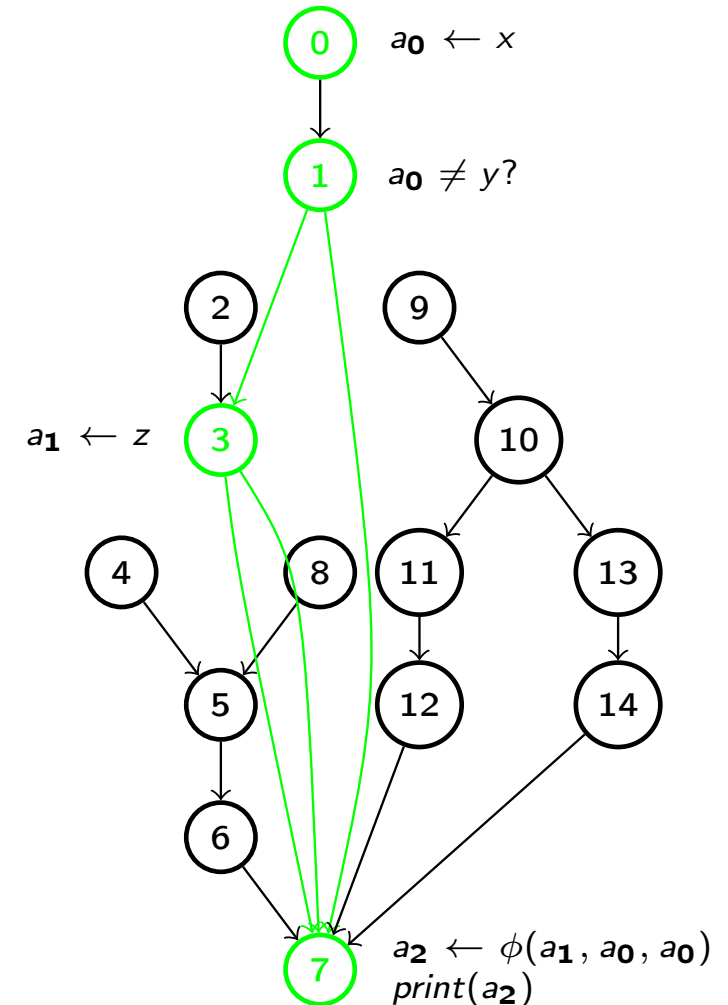 0 a₀ ← x
1 a₀ ≠ y?
2 9
a₁ ← z 3 10
4 8 11 13
5 12 14
6
7 a₂ ← ϕ(a₁, a₀, a₀)
print(a₂)